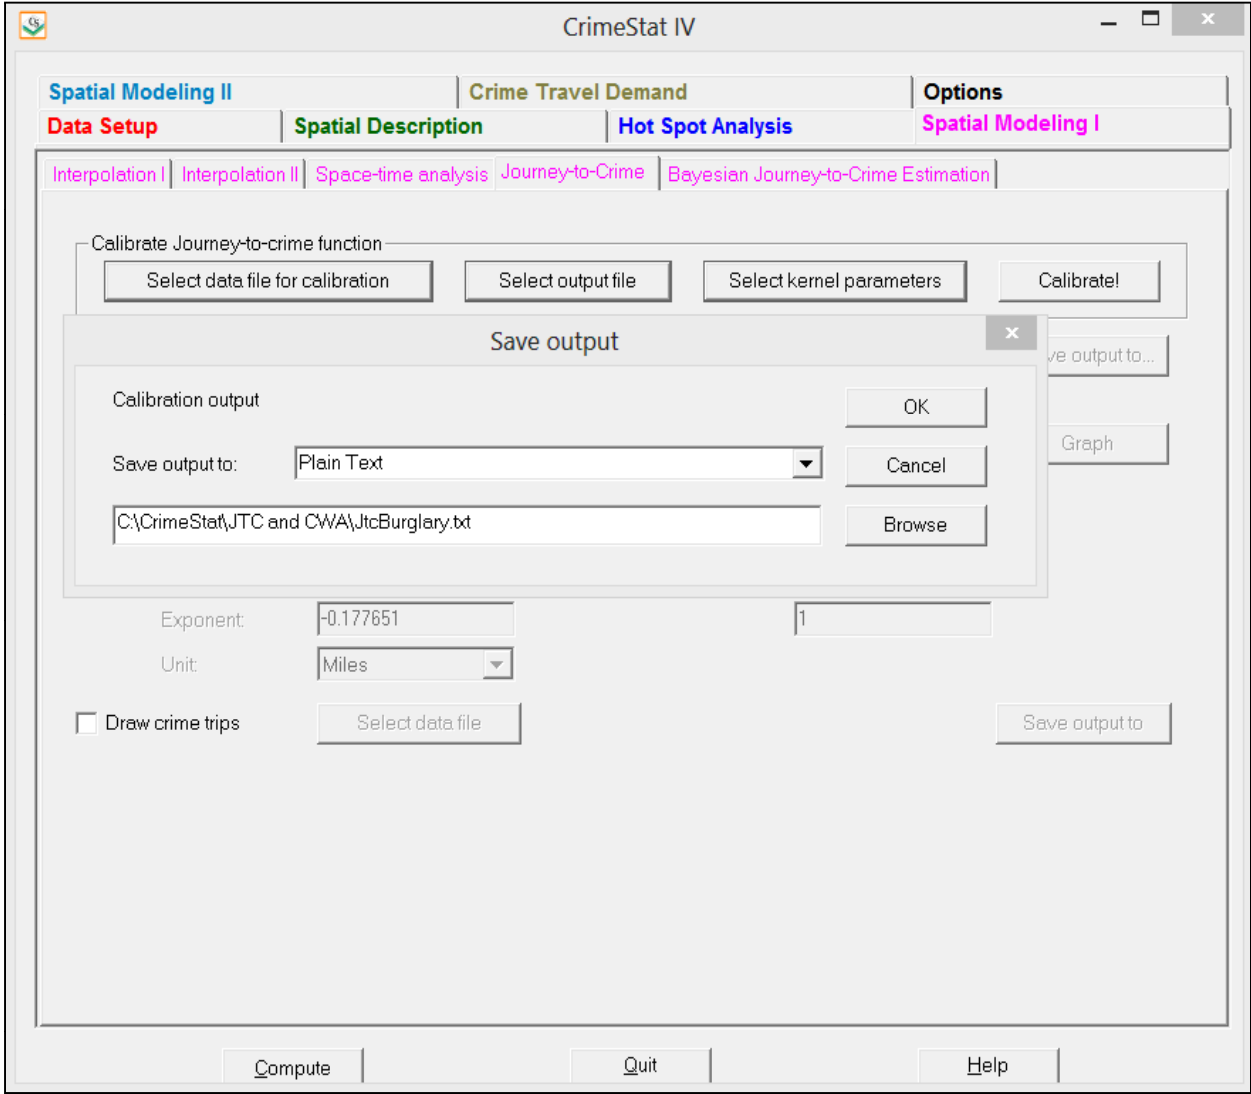 CrimeStat IV
Spatial Modeling II Crime Travel Demand Options
Data Setup Spatial Description Hot Spot Analysis Spatial Modeling I
Interpolation I Interpolation II Space-time analysis Journey-to-Crime Bayesian Journey-to-Crime Estimation
Calibrate Journey-to-crime function
Select data file for calibration Select output file Select kernel parameters Calibrate!
Save output
ve output to...
Calibration output
OK
Graph
Save output to: Plain Text Cancel
C:\CrimeStat\JTC and CWA\JtcBurglary.txt Browse
Exponent: -0.177651 1
Unit: Miles
Draw crime trips Select data file Save output to
Compute Quit Help